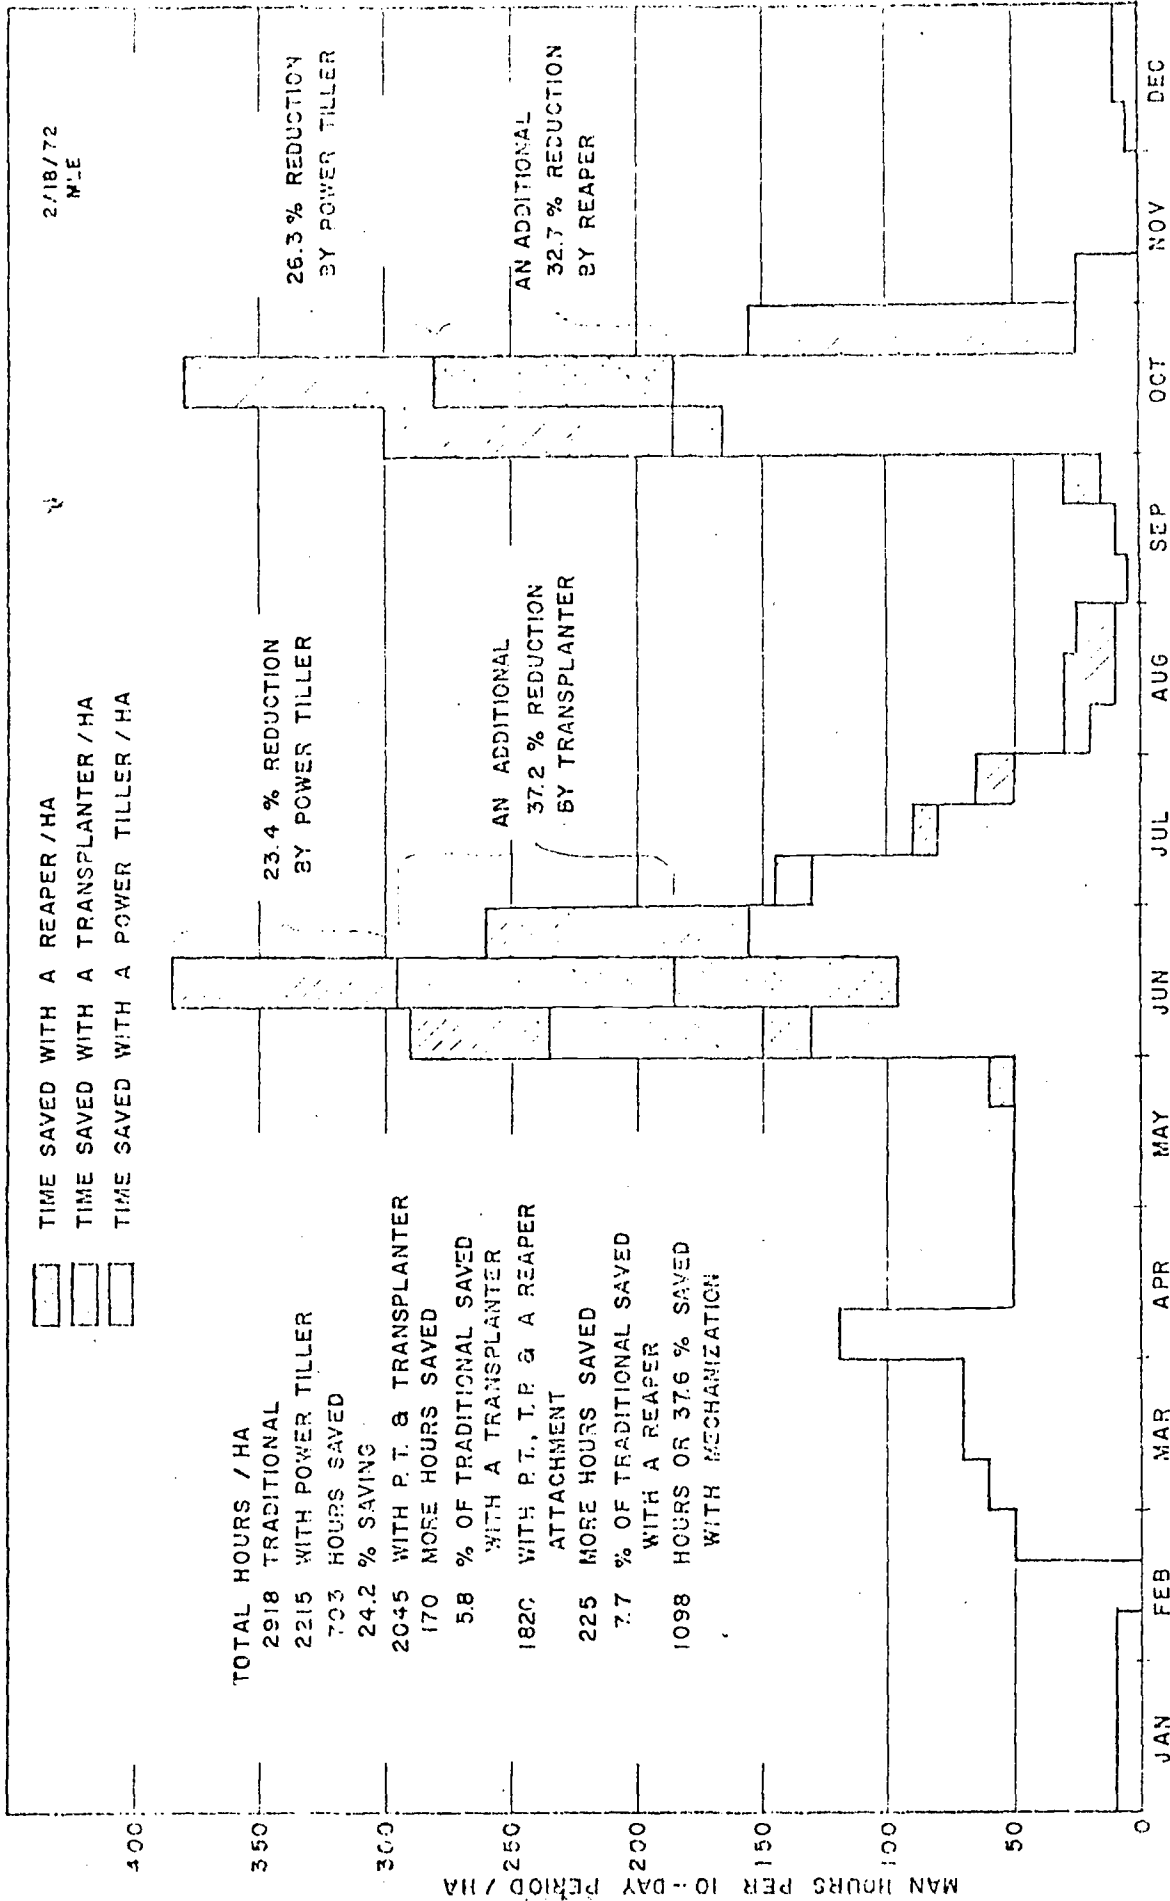 TIME SAVED WITH A REAPER / HA
TIME SAVED WITH A TRANSPLANTER / HA
TIME SAVED WITH A POWER TILLER / HA
2/18/72
MLE
TOTAL HOURS / HA
2918 TRADITIONAL
2215 WITH POWER TILLER
703 HOURS SAVED
24.2 % SAVING
2045 WITH P.T. & TRANSPLANTER
170 MORE HOURS SAVED
5.8 % OF TRADITIONAL SAVED
WITH A TRANSPLANTER
1820 WITH P.T., T.P. & A REAPER
ATTACHMENT
225 MORE HOURS SAVED
7.7 % OF TRADITIONAL SAVED
WITH A REAPER
1098 HOURS OR 37.6 % SAVED
WITH MECHANIZATION
23.4 % REDUCTION
BY POWER TILLER
AN ADDITIONAL
37.2 % REDUCTION
BY TRANSPLANTER
26.3 % REDUCTION
BY POWER TILLER
AN ADDITIONAL
32.7 % REDUCTION
BY REAPER
MAN HOURS PER 10-DAY PERIOD / HA
400
350
300
250
200
150
100
50
0
JAN FEB MAR APR MAY JUN JUL AUG SEP OCT NOV DEC